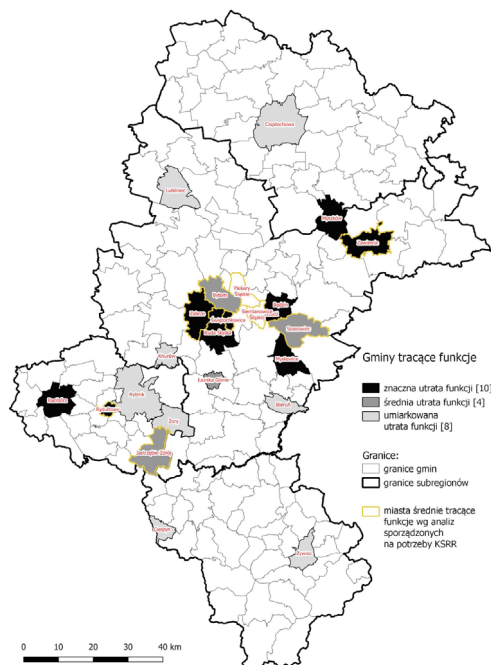 Częstochowa
Lubliniec
Myszków
Zawiercie
Piekary
Śląskie
Bytom
Zabrze
Siemianowice
Śląskie
Będzin
Świętochłowice
Ruda Śląska
Sosnowiec
Mysłowice
Knurów
Łaziska Górne
Bieruń
Racibórz
Rydułtowy
Rybnik
Żory
Jastrzębie-Zdrój
Cieszyn
Żywiec
Gminy tracące funkcje
znaczna utrata funkcji [10]
średnia utrata funkcji [4]
umiarkowana
utrata funkcji [8]
Granice:
granice gmin
granice subregionów
miasta średnie tracące
funkcje wg analiz
sporządzonych
na potrzeby KSRR
0 10 20 30 40 km